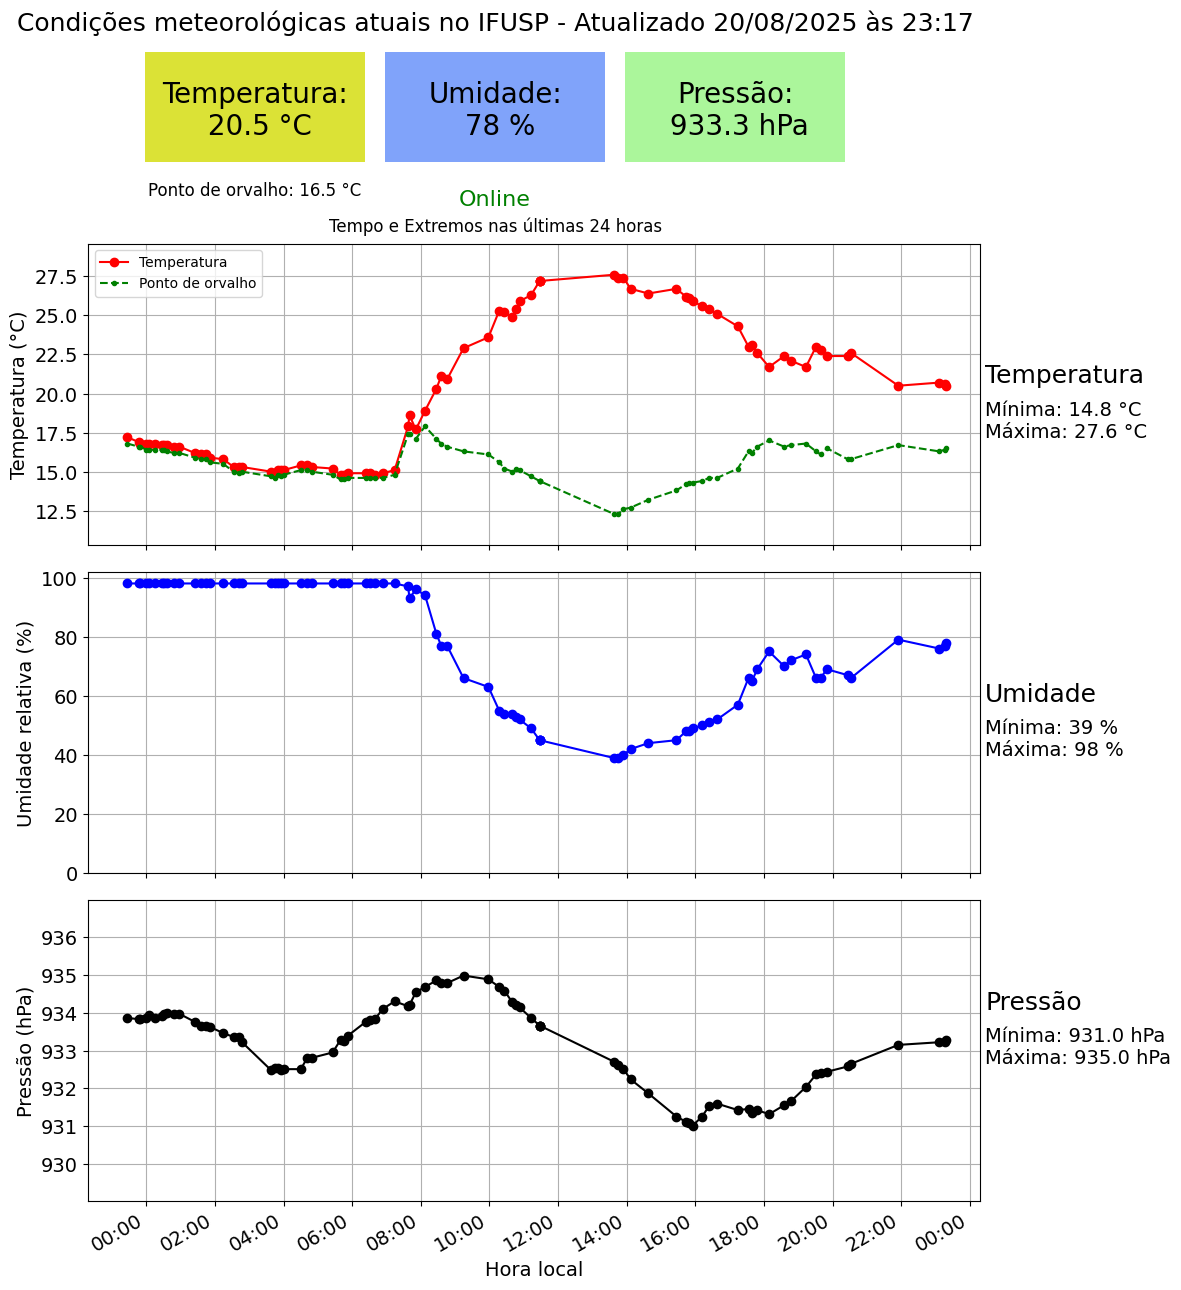 Condições meteorológicas atuais no IFUSP - Atualizado 20/08/2025 às 23:17
Temperatura:
20.5 °C
Umidade:
78 %
Pressão:
933.3 hPa
Ponto de orvalho: 16.5 °C
Online
Tempo e Extremos nas últimas 24 horas
Temperatura
Ponto de orvalho
Temperatura (°C)
27.5
25.0
22.5
20.0
17.5
15.0
12.5
Temperatura
Mínima: 14.8 °C
Máxima: 27.6 °C
Umidade relativa (%)
100
80
60
40
20
0
Umidade
Mínima: 39 %
Máxima: 98 %
Pressão (hPa)
936
935
934
933
932
931
930
Pressão
Mínima: 931.0 hPa
Máxima: 935.0 hPa
00:00 02:00 04:00 06:00 08:00 10:00 12:00 14:00 16:00 18:00 20:00 22:00 00:00
Hora local